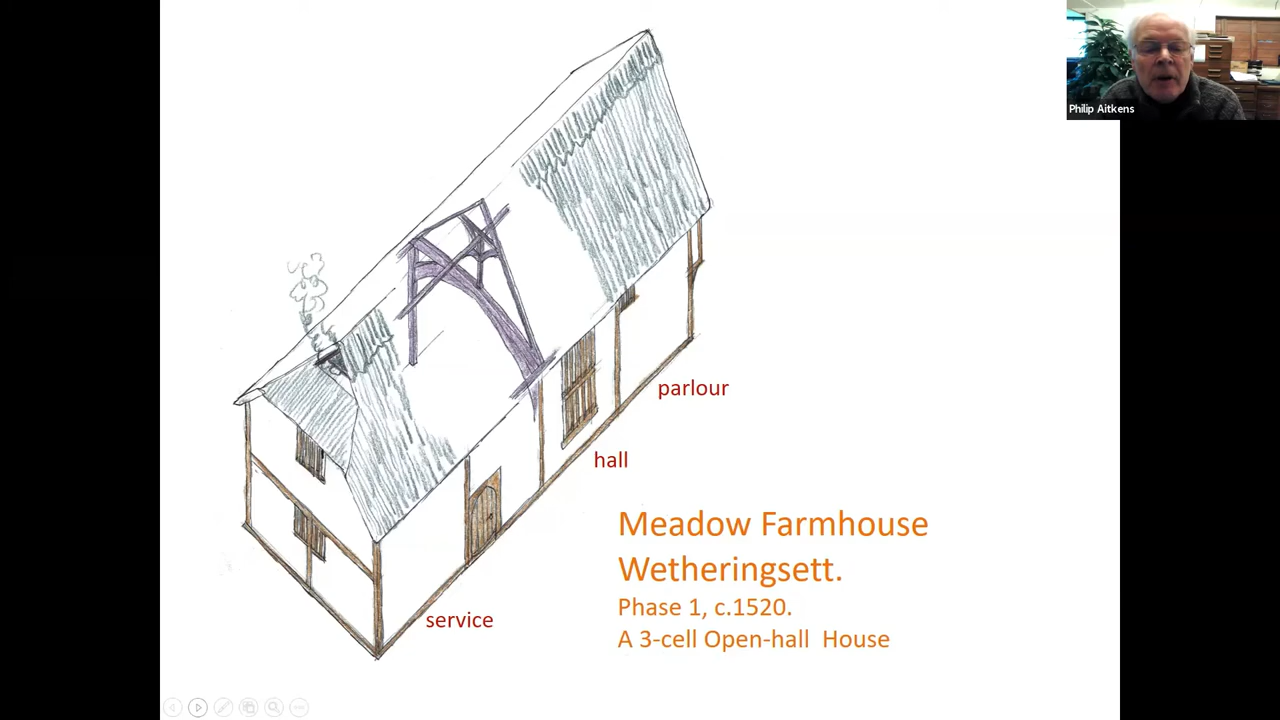 Philip Aitkens
parlour
hall
Meadow Farmhouse
Wetheringsett.
Phase 1, c.1520.
A 3-cell Open-hall House
service